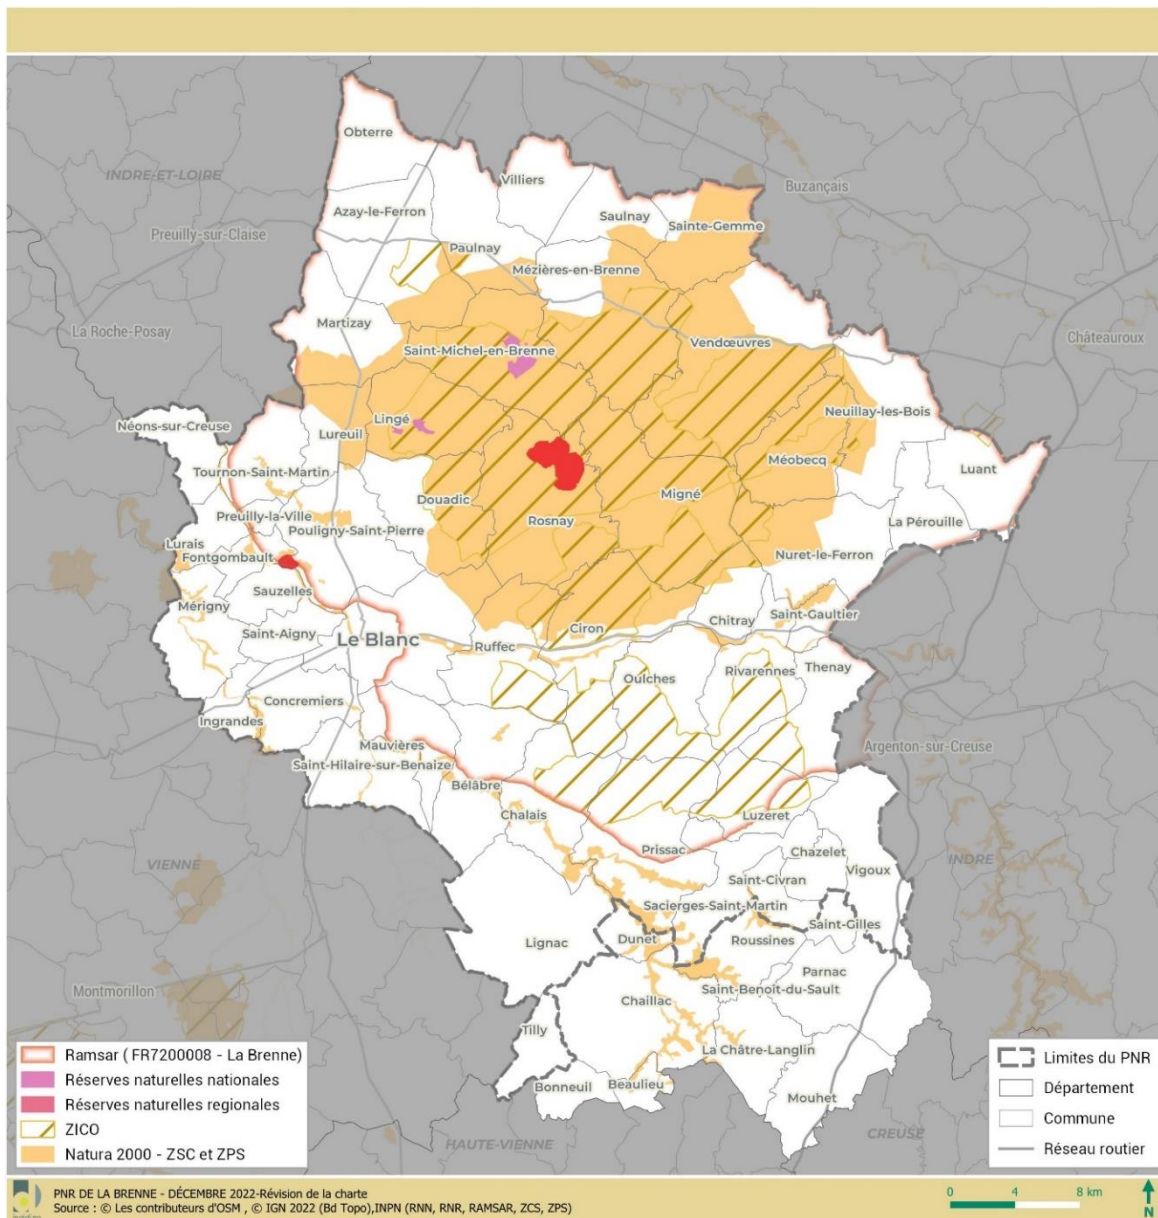 Obterre
INDRE-ET-LOIRE
Villiers
Buzançais
Azay-le-Ferron
Saulnay
Sainte-Gemme
Preuilly-sur-Claise
Paulnay
Mézières-en-Brenne
La Roche-Posay
Martizay
Châteauroux
Vendœuvres
Saint-Michel-en-Brenne
Neuillay-les-Bois
Lingé
Néons-sur-Creuse
Lureuil
Méobecq
Luant
Tournon-Saint-Martin
Douadic
Migné
Preuilly-la-Ville
Rosnay
La Pérouille
Pouligny-Saint-Pierre
Lurais
Fontgombault
Nuret-le-Ferron
Sauzelles
Mérigny
Saint-Gaultier
Saint-Aigny
Le Blanc
Ciron
Chitray
Ruffec
Oulches
Rivarennes
Thenay
Concremiers
Ingrandes
Mauvières
Argenton-sur-Creuse
Saint-Hilaire-sur-Benaize
Bélâbre
Chalais
Luzeret
Prissac
Chazelet
VIENNE
INDRE
Vigoux
Saint-Civran
Sacierges-Saint-Martin
Saint-Gilles
Lignac
Dunet
Roussines
Parnac
Montmorillon
Saint-Benoît-du-Sault
Chaillac
Tilly
La Châtre-Langlin
Bonneuil
Beaulieu
Mouhet
HAUTE-VIENNE
CREUSE
Ramsar ( FR7200008 - La Brenne)
Réserves naturelles nationales
Réserves naturelles regionales
ZICO
Natura 2000 - ZSC et ZPS
Limites du PNR
Département
Commune
Réseau routier
PNR DE LA BRENNE - DÉCEMBRE 2022-Révision de la charte
Source : © Les contributeurs d'OSM , © IGN 2022 (Bd Topo),INPN (RNN, RNR, RAMSAR, ZCS, ZPS)
0 4 8 km
N